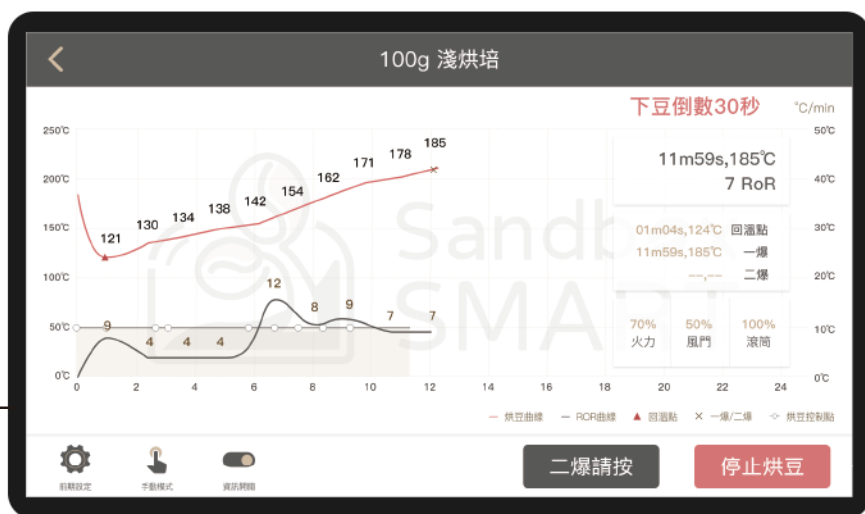 100g 淺烘培
下豆倒數30秒
℃/min
250℃
200℃
150℃
100℃
50℃
0℃
50℃
40℃
30℃
20℃
10℃
0℃
121 130 134 138 142 154 162 171 178 185
9 4 4 4 12 8 9 7 7
0 2 4 6 8 10 12 14 16 18 20 22 24
11m59s,185℃
7 RoR
01m04s,124℃ 回溫點
11m59s,185℃ 一爆
--,-- 二爆
70% 50% 100%
火力 風門 滾筒
Sandb
SMART
烘豆曲線 ROR曲線 回溫點 一爆/二爆 烘豆控制點
前期設定 手動模式 資訊開關
二爆請按 停止烘豆